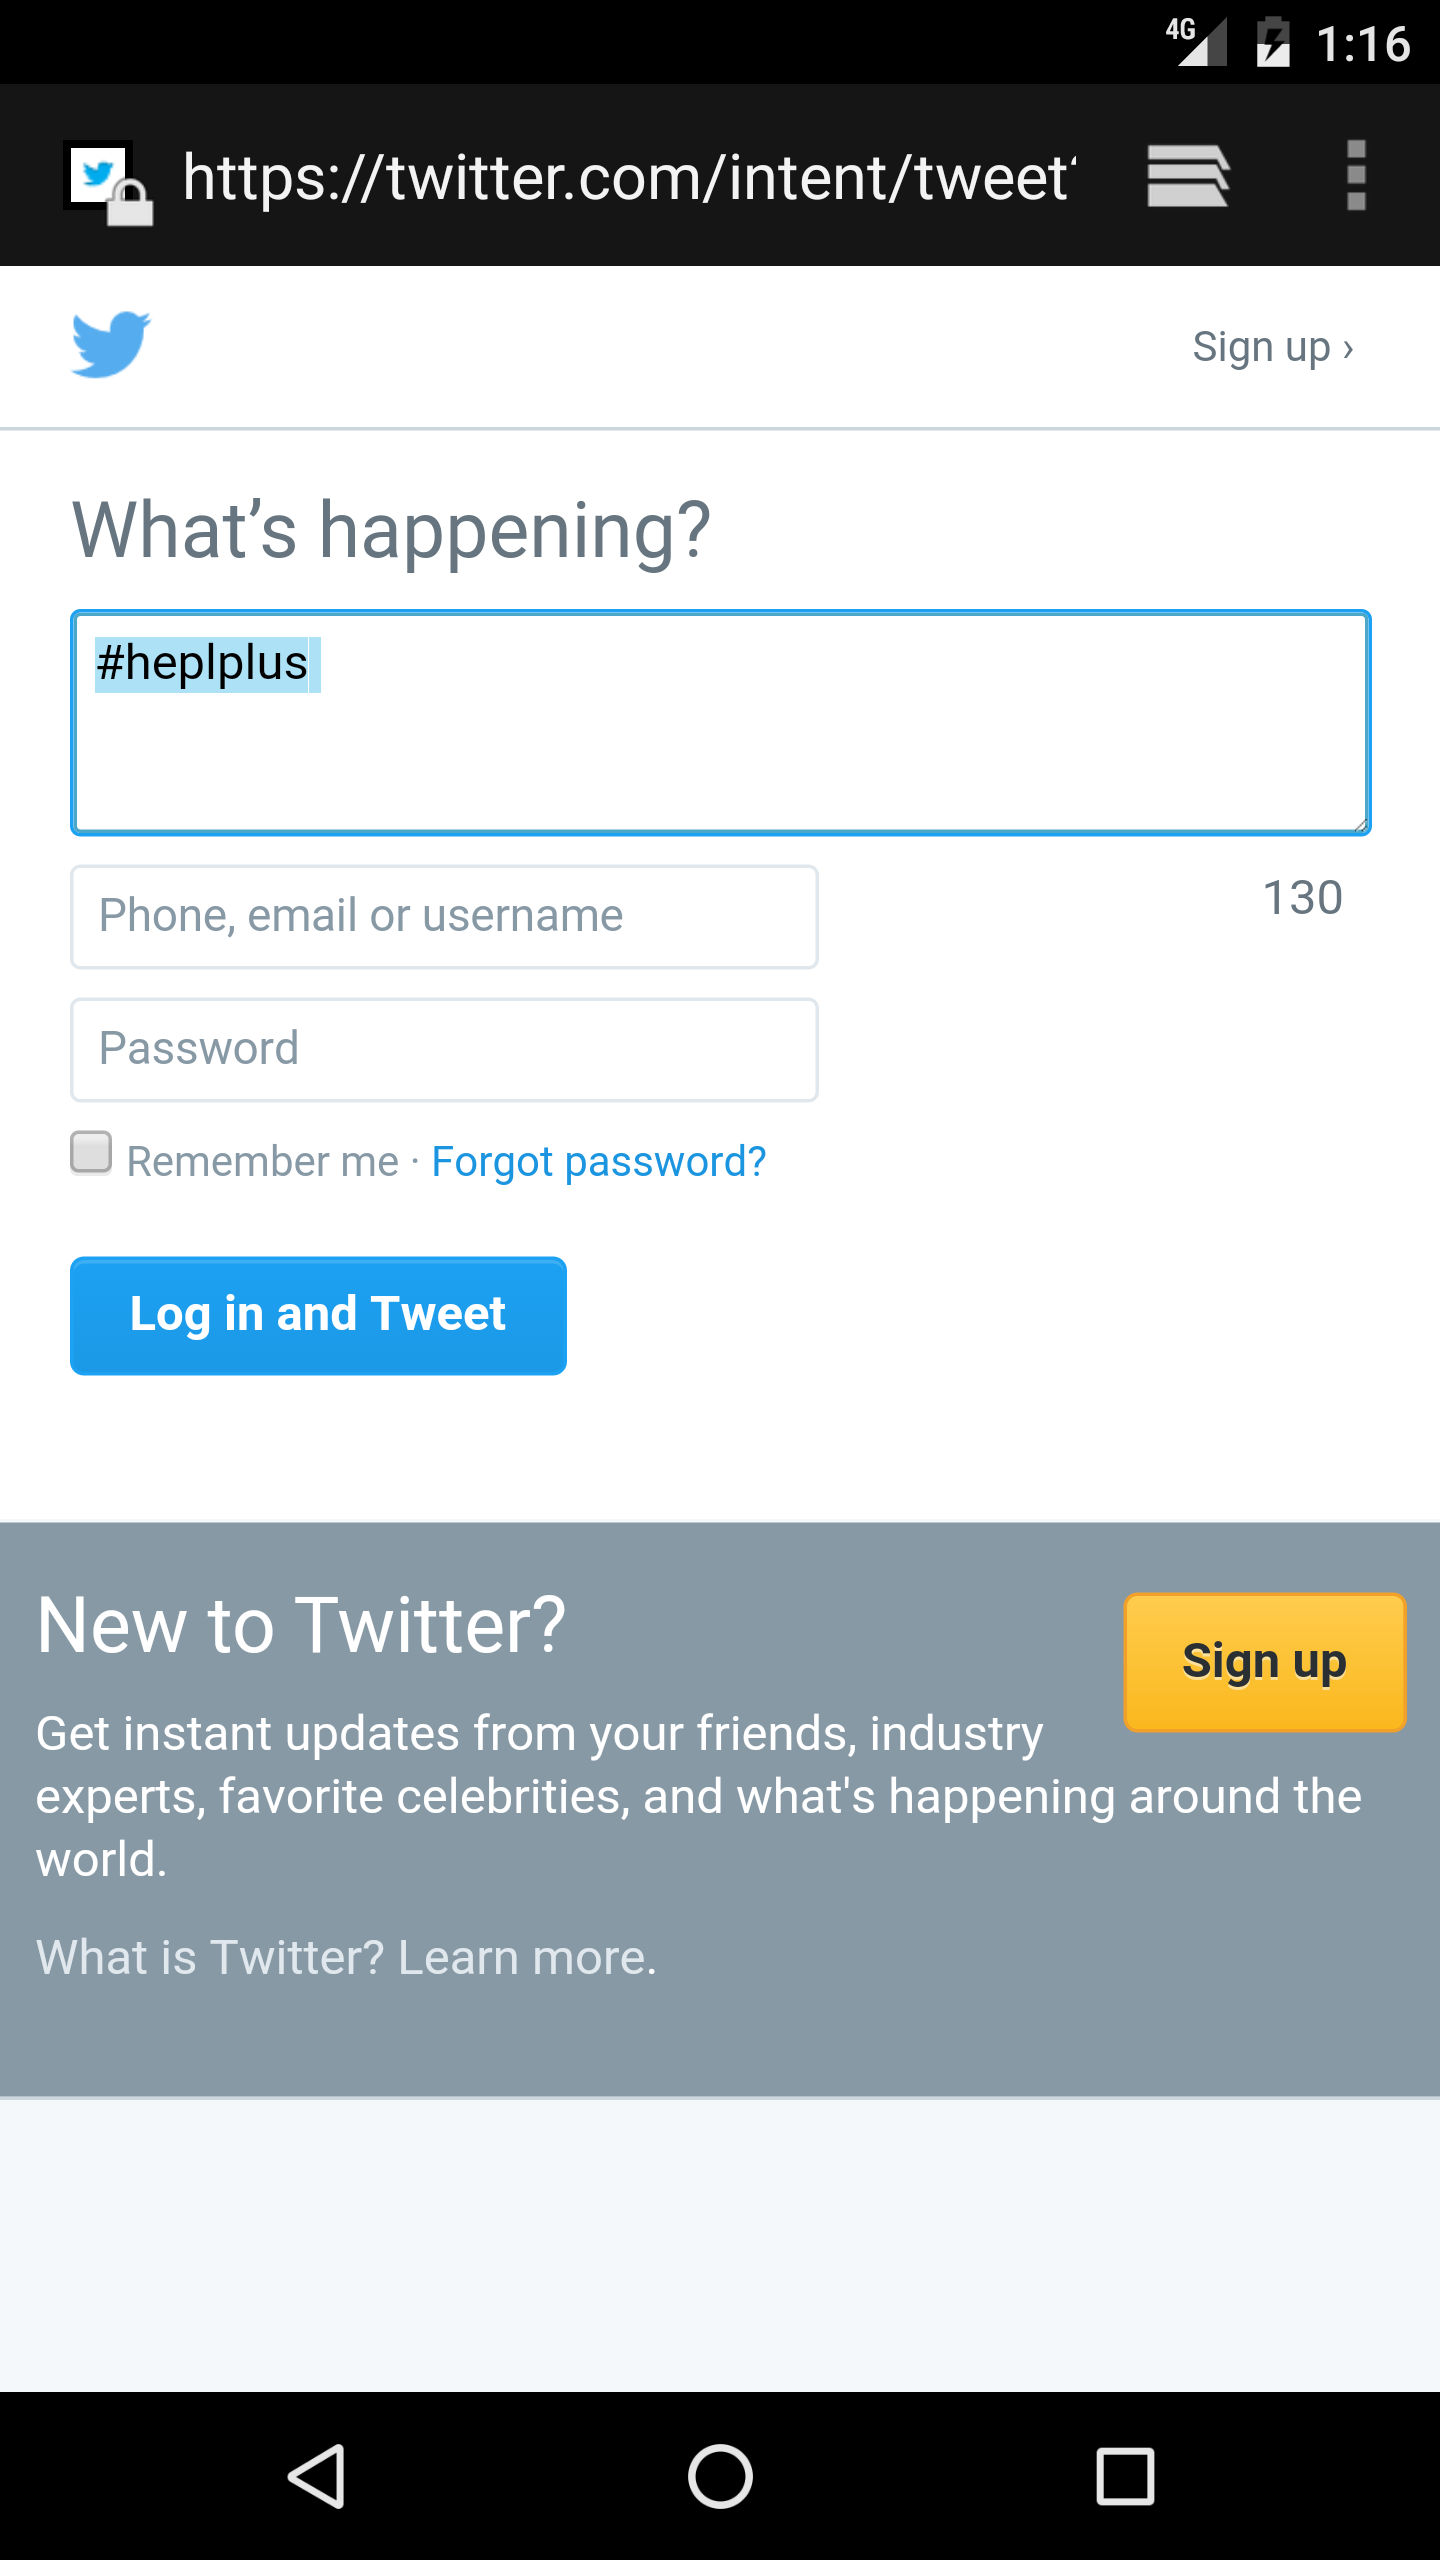 4G 1:16
https://twitter.com/intent/tweet
Sign up ›
What’s happening?
#heplplus
Phone, email or username
130
Password
Remember me · Forgot password?
Log in and Tweet
New to Twitter?
Sign up
Get instant updates from your friends, industry
experts, favorite celebrities, and what's happening around the
world.
What is Twitter? Learn more.